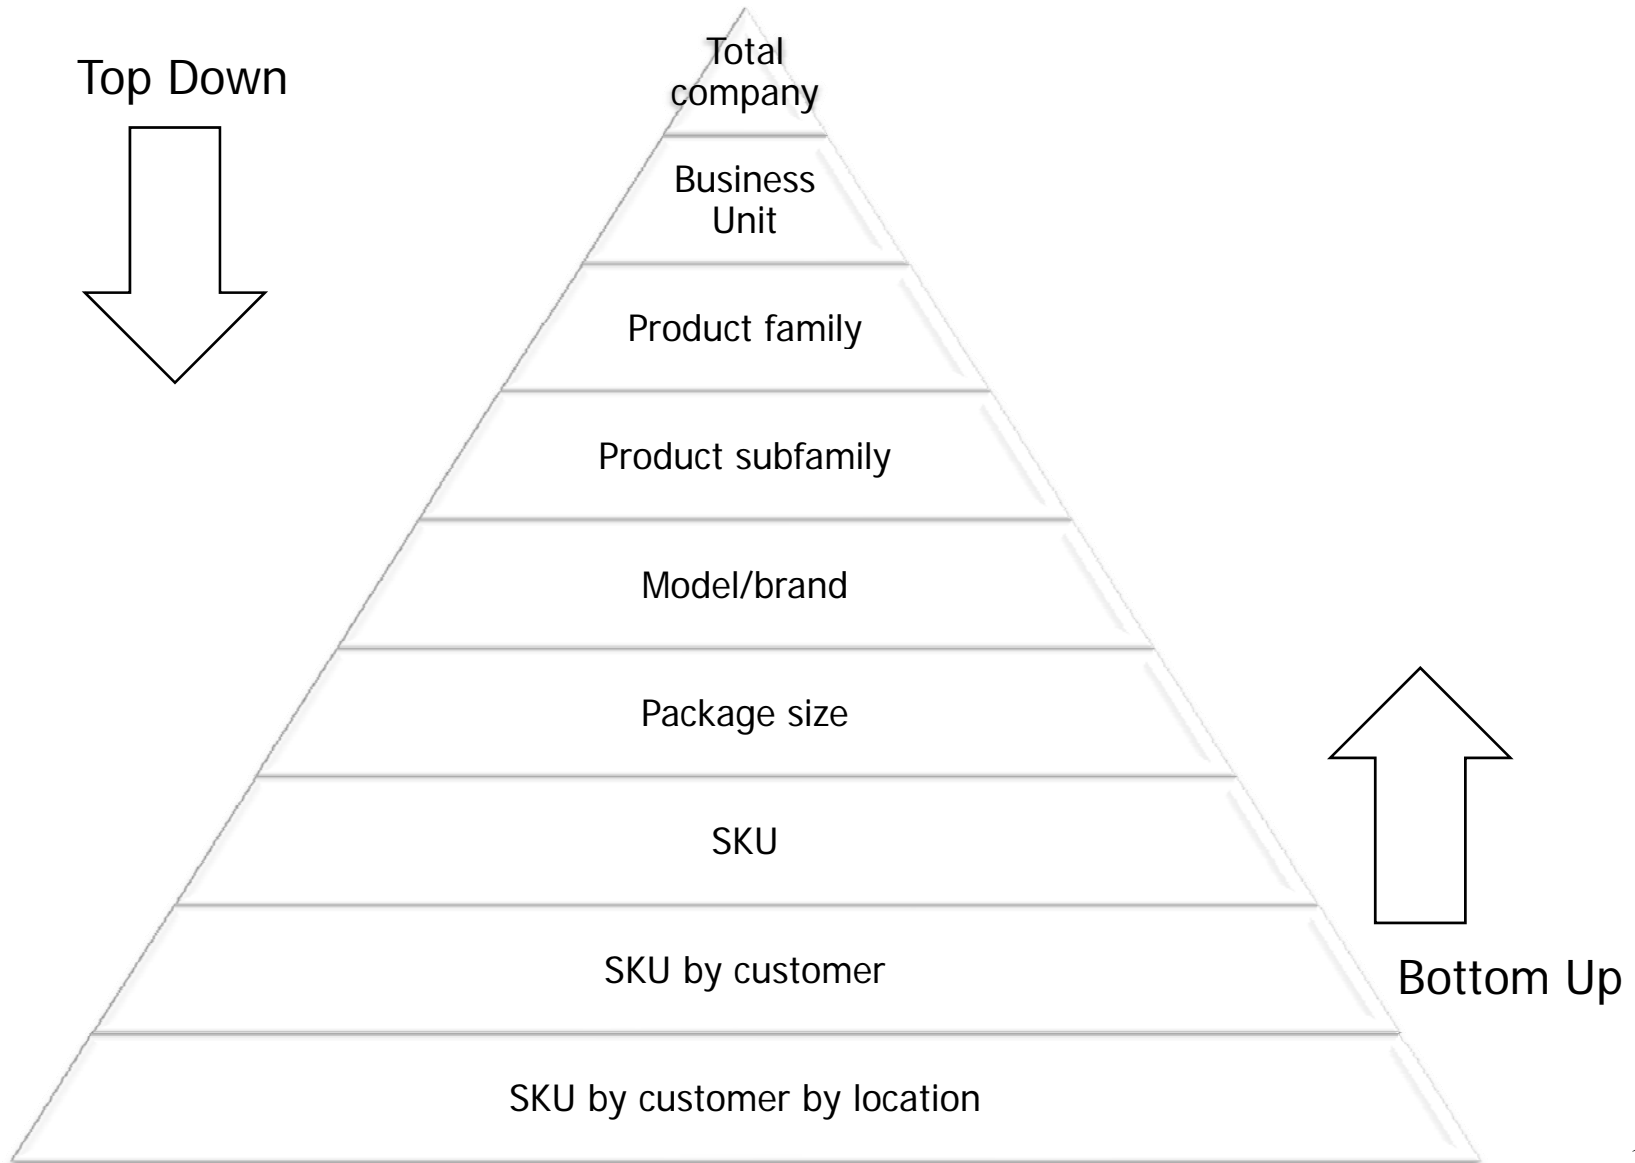 Top Down
Total
company
Business
Unit
Product family
Product subfamily
Model/brand
Package size
SKU
SKU by customer
Bottom Up
SKU by customer by location